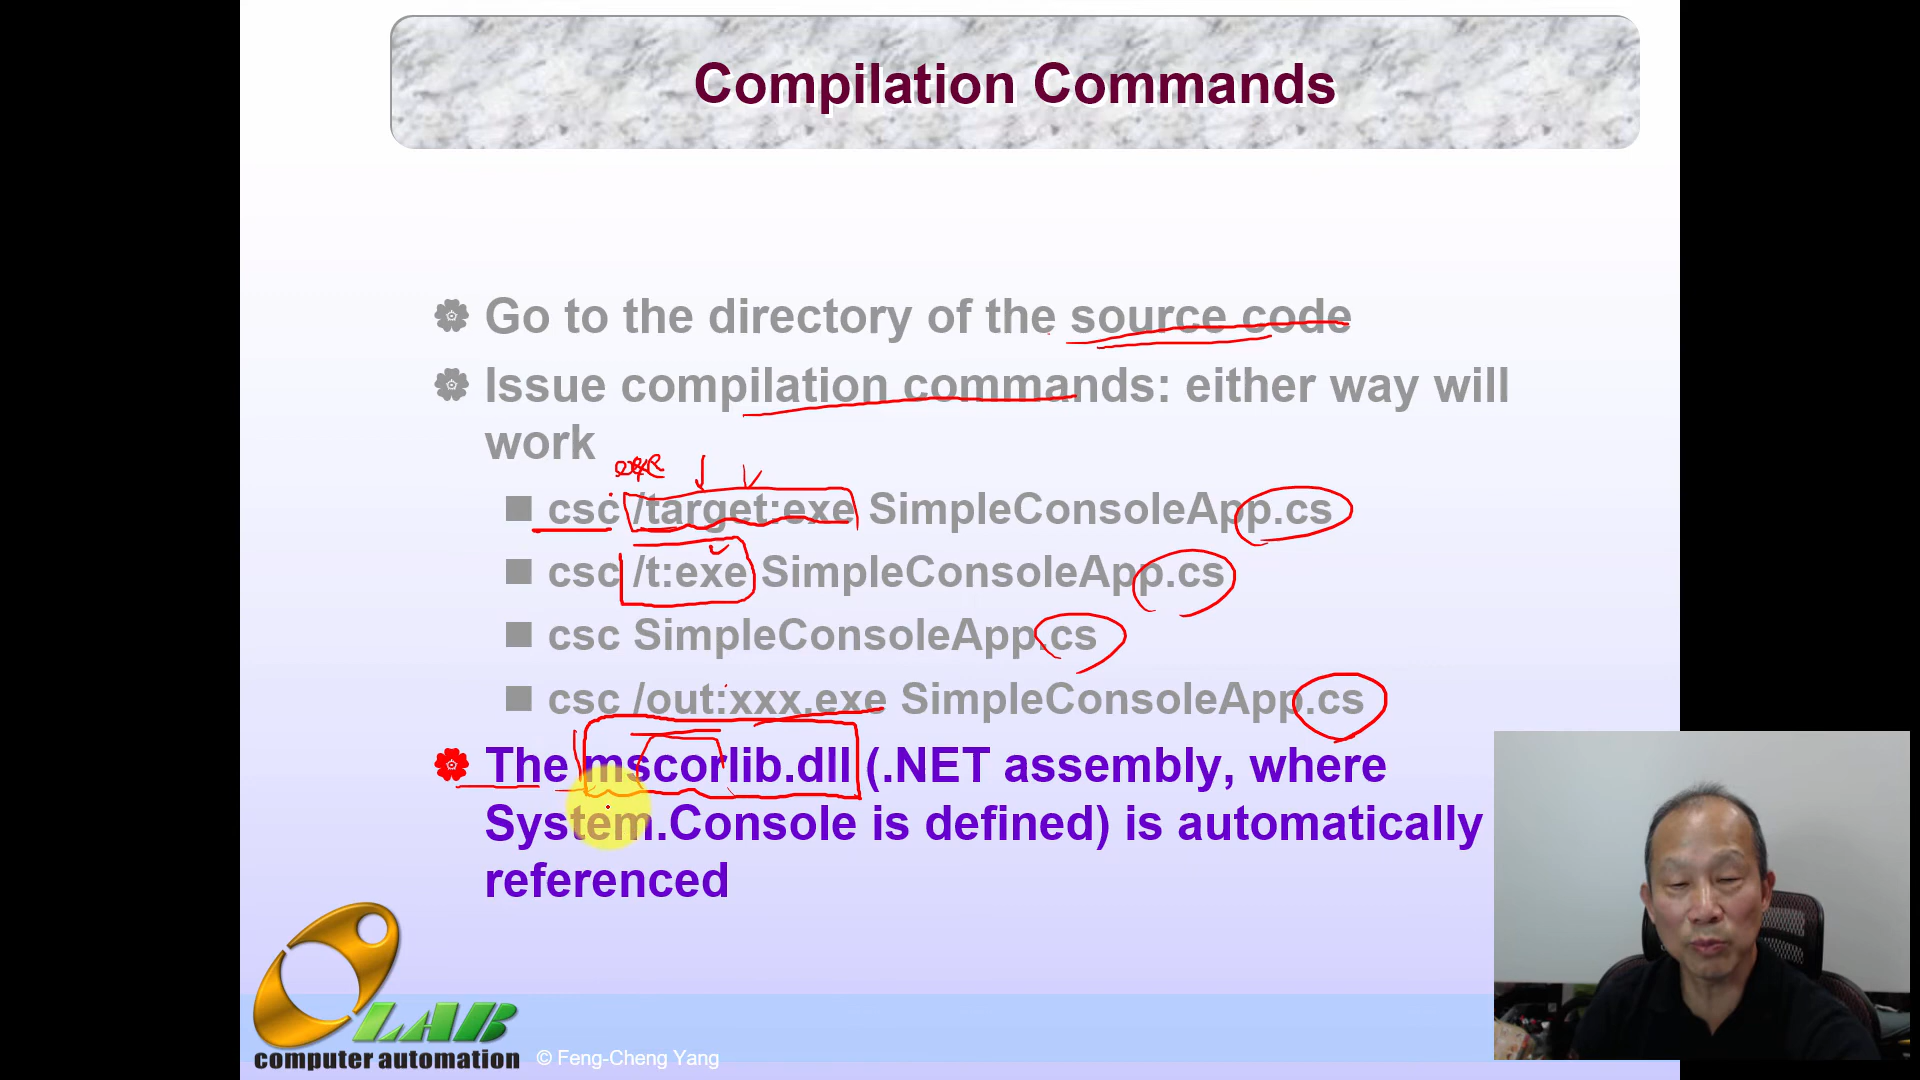 Compilation Commands
Go to the directory of the source code
Issue compilation commands: either way will
work
exe
csc /target:exe SimpleConsoleApp.cs
csc /t:exe SimpleConsoleApp.cs
csc SimpleConsoleApp.cs
csc /out:xxx.exe SimpleConsoleApp.cs
The mscorlib.dll (.NET assembly, where
System.Console is defined) is automatically
referenced
LAB
computer automation
© Feng-Cheng Yang